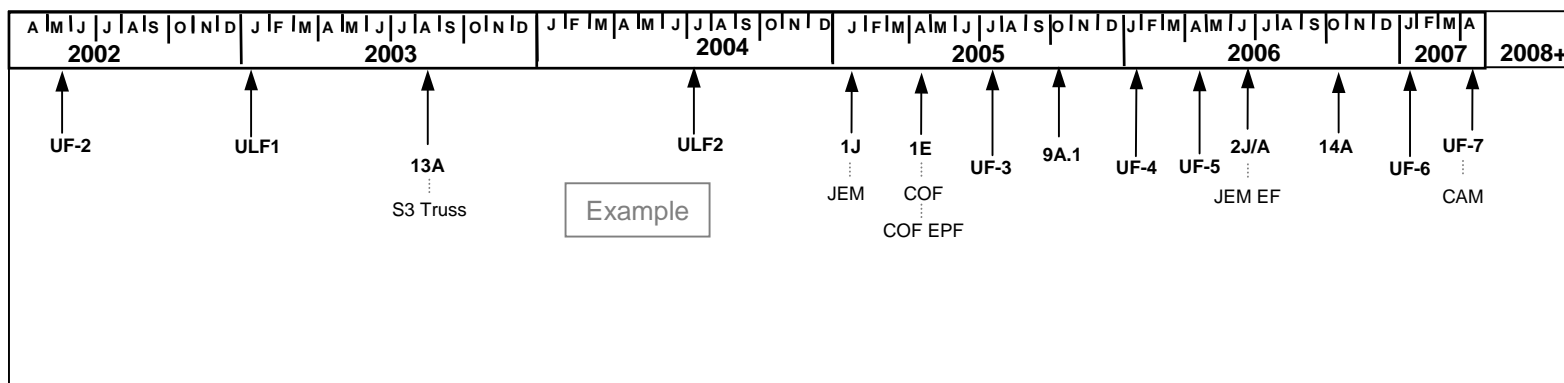 A M J J A S O N D J F M A M J J A S O N D J F M A M J J A S O N D J F M A M J J A S O N D J F M A M J J A S O N D J F M A
2002 2003 2004 2005 2006 2007 2008+
UF-2 ULF1 13A ULF2 1J 1E UF-3 9A.1 UF-4 UF-5 2J/A 14A UF-6 UF-7
S3 Truss JEM COF JEM EF CAM
COF EPF
Example